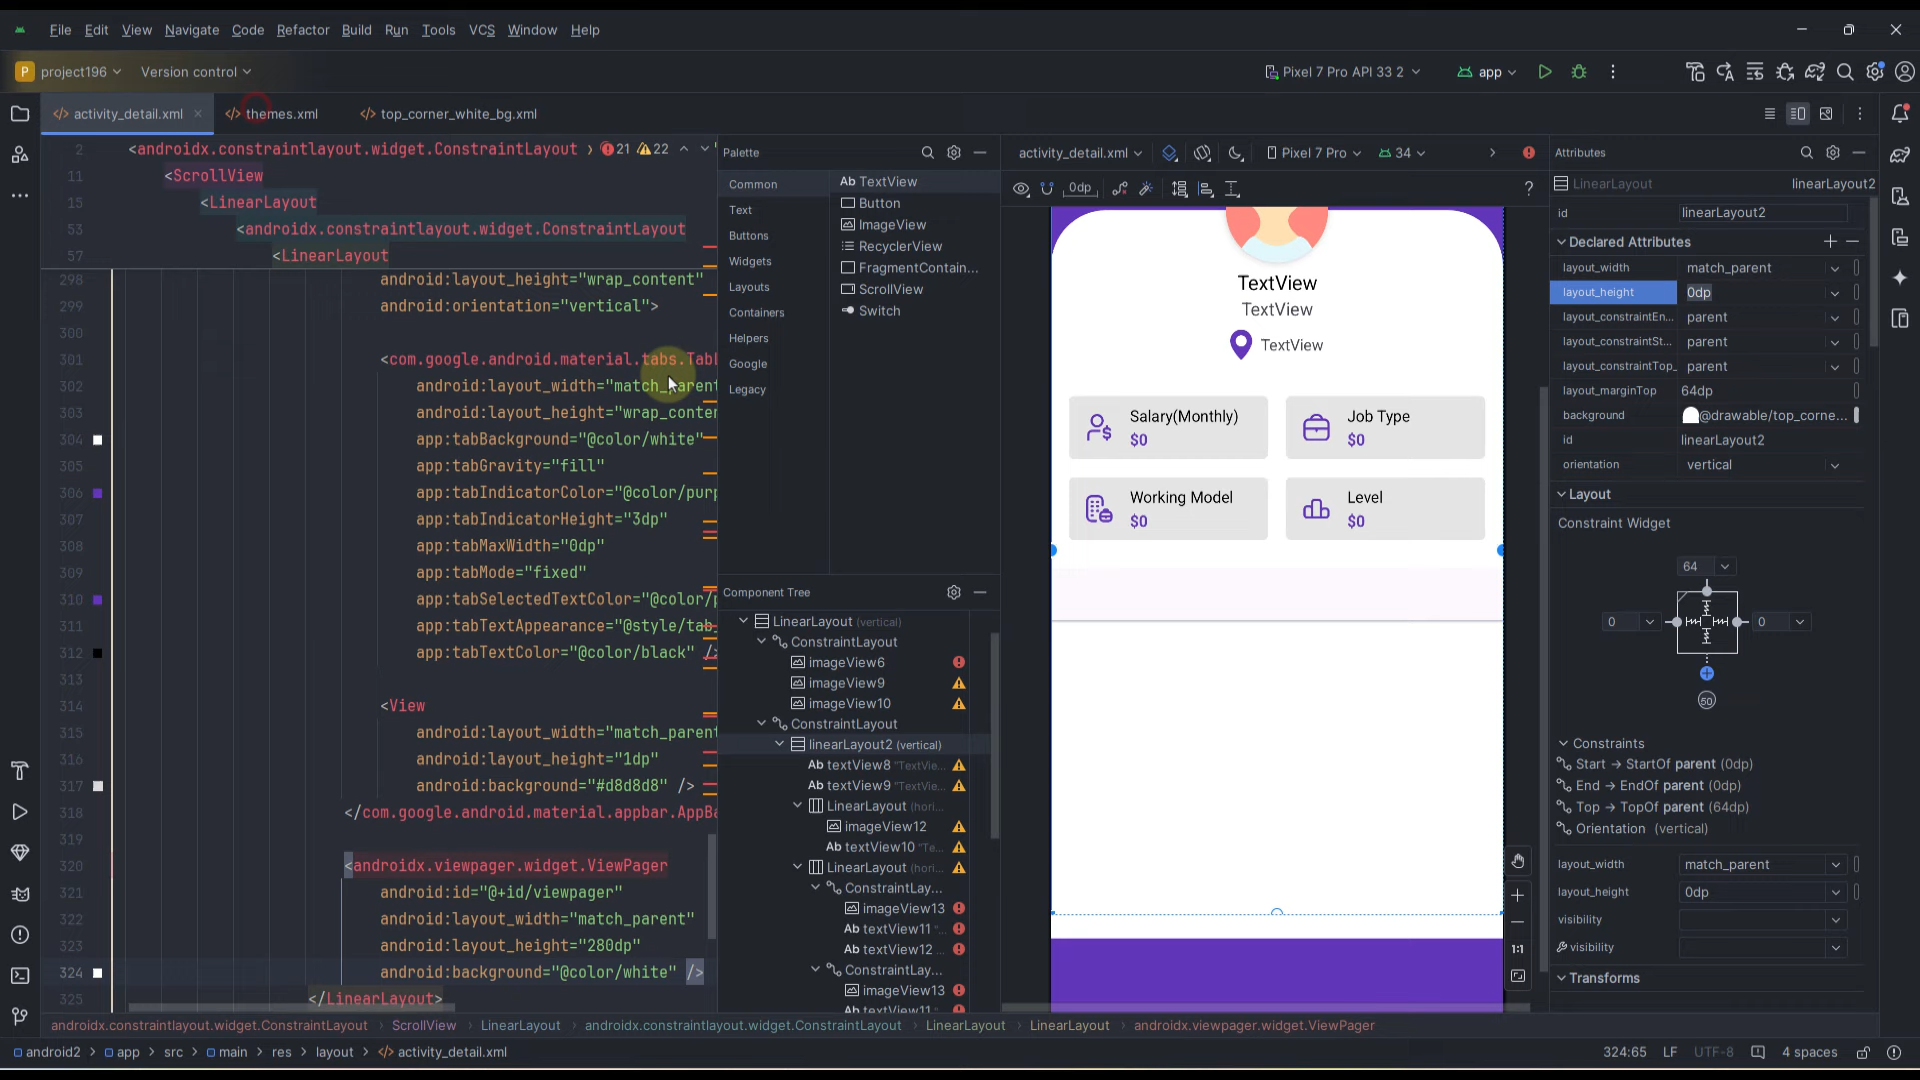 File Edit View Navigate Code Refactor Build Run Tools VCS Window Help
P project196 Version control Pixel 7 Pro API 33 2 app
activity_detail.xml themes.xml top_corner_white_bg.xml
2 <androidx.constraintlayout.widget.ConstraintLayout 21 22
11 <ScrollView
15 <LinearLayout
53 <androidx.constraintlayout.widget.ConstraintLayout
57 <LinearLayout
298 android:layout_height="wrap_content"
299 android:orientation="vertical">
300
301 <com.google.android.material.tabs.Tabl
302 android:layout_width="match_parent
303 android:layout_height="wrap_conten
304 app:tabBackground="@color/white"
305 app:tabGravity="fill"
306 app:tabIndicatorColor="@color/purp
307 app:tabIndicatorHeight="3dp"
308 app:tabMaxWidth="0dp"
309 app:tabMode="fixed"
310 app:tabSelectedTextColor="@color/p
311 app:tabTextAppearance="@style/tab_
312 app:tabTextColor="@color/black" />
313
314 <View
315 android:layout_width="match_parent
316 android:layout_height="1dp"
317 android:background="#d8d8d8" />
318 </com.google.android.material.appbar.AppBa
319
320 <androidx.viewpager.widget.ViewPager
321 android:id="@+id/viewpager"
322 android:layout_width="match_parent"
323 android:layout_height="280dp"
324 android:background="@color/white" />
325 </LinearLayout>
Palette
Common
Text
Buttons
Widgets
Layouts
Containers
Helpers
Google
Legacy
Ab TextView
Button
ImageView
RecyclerView
FragmentContain...
ScrollView
Switch
Component Tree
LinearLayout (vertical)
ConstraintLayout
imageView6
imageView9
imageView10
ConstraintLayout
linearLayout2 (vertical)
Ab textView8 "TextVie...
Ab textView9 "TextVie...
LinearLayout (hori...
imageView12
Ab textView10 "Te...
LinearLayout (hori...
ConstraintLay...
imageView13
Ab textView11 "...
Ab textView12 ...
ConstraintLay...
imageView13
Ab textView11 "...
activity_detail.xml Pixel 7 Pro 34
0dp ?
TextView
TextView
TextView
Salary(Monthly)
$0
Job Type
$0
Working Model
$0
Level
$0
1:1
Attributes
LinearLayout linearLayout2
id linearLayout2
Declared Attributes
layout_width match_parent
layout_height 0dp
layout_constraintEn... parent
layout_constraintSt... parent
layout_constraintTop_ parent
layout_marginTop 64dp
background @drawable/top_corne...
id linearLayout2
orientation vertical
Layout
Constraint Widget
64
0 0
50
Constraints
Start → StartOf parent (0dp)
End → EndOf parent (0dp)
Top → TopOf parent (64dp)
Orientation (vertical)
layout_width match_parent
layout_height 0dp
visibility
visibility
Transforms
androidx.constraintlayout.widget.ConstraintLayout › ScrollView › LinearLayout › androidx.constraintlayout.widget.ConstraintLayout › LinearLayout › LinearLayout › androidx.viewpager.widget.ViewPager
android2 > app > src > main > res > layout > activity_detail.xml 324:65 LF UTF-8 4 spaces